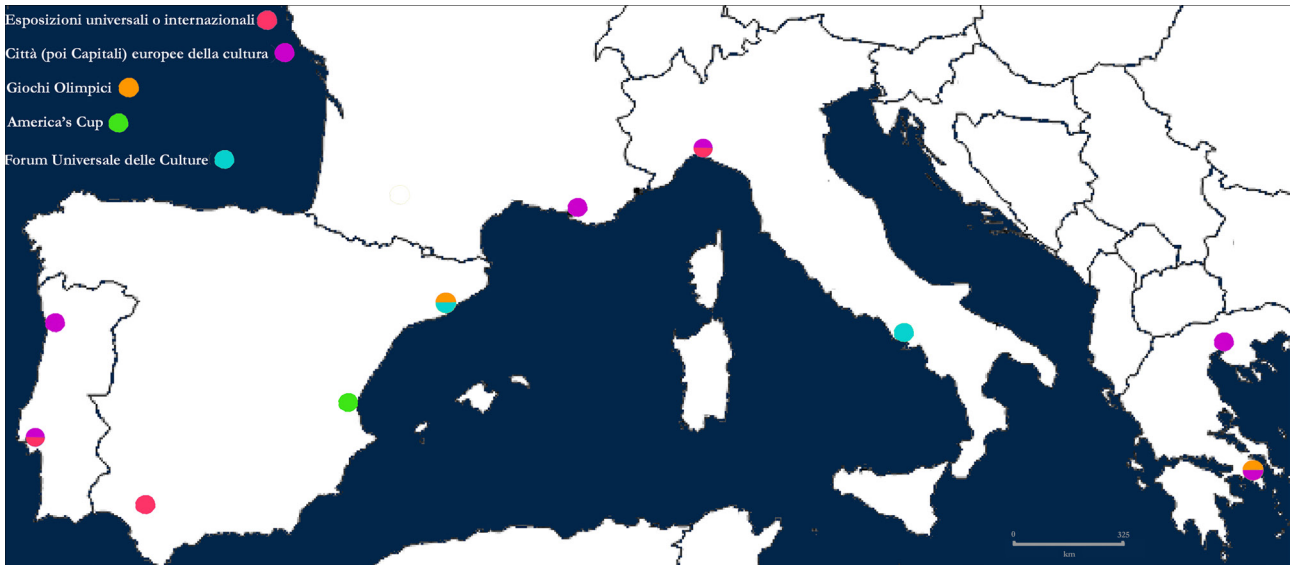 Esposizioni universali o internazionali
Città (poi Capitali) europee della cultura
Giochi Olimpici
America's Cup
Forum Universale delle Culture
0 325
km